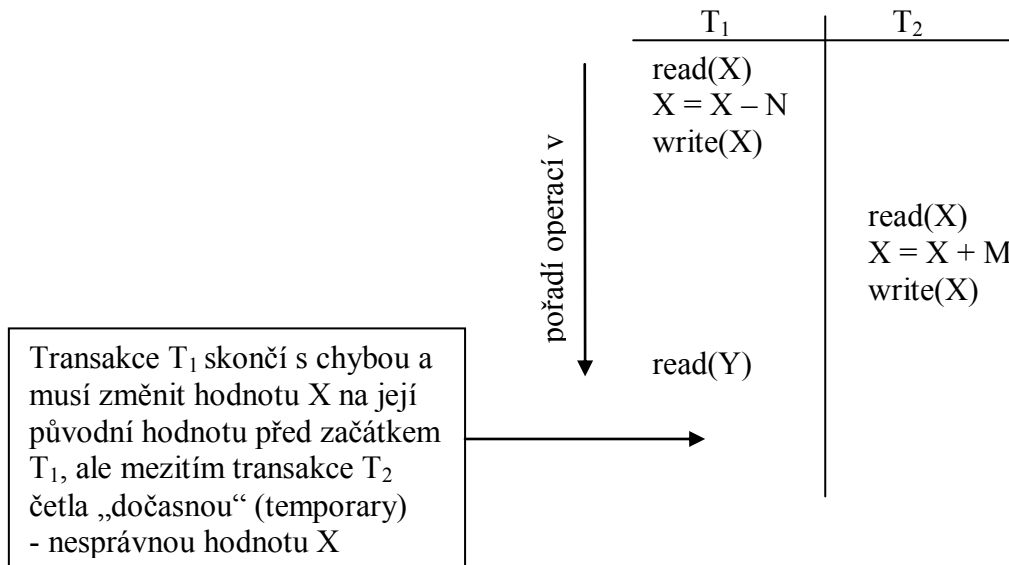 T₁ T₂
read(X)
X = X – N
write(X)
pořadí operací v
read(X)
X = X + M
write(X)
read(Y)
Transakce T₁ skončí s chybou a
musí změnit hodnotu X na její
původní hodnotu před začátkem
T₁, ale mezitím transakce T₂
četla „dočasnou“ (temporary)
- nesprávnou hodnotu X